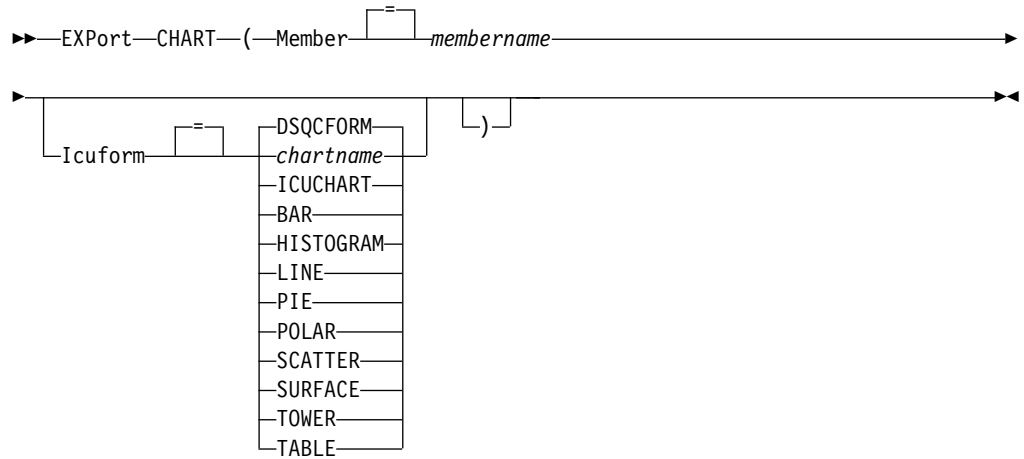 =
EXPort CHART ( Member membername
= DSQCFORM )
Icuform chartname
ICUCHART
BAR
HISTOGRAM
LINE
PIE
POLAR
SCATTER
SURFACE
TOWER
TABLE